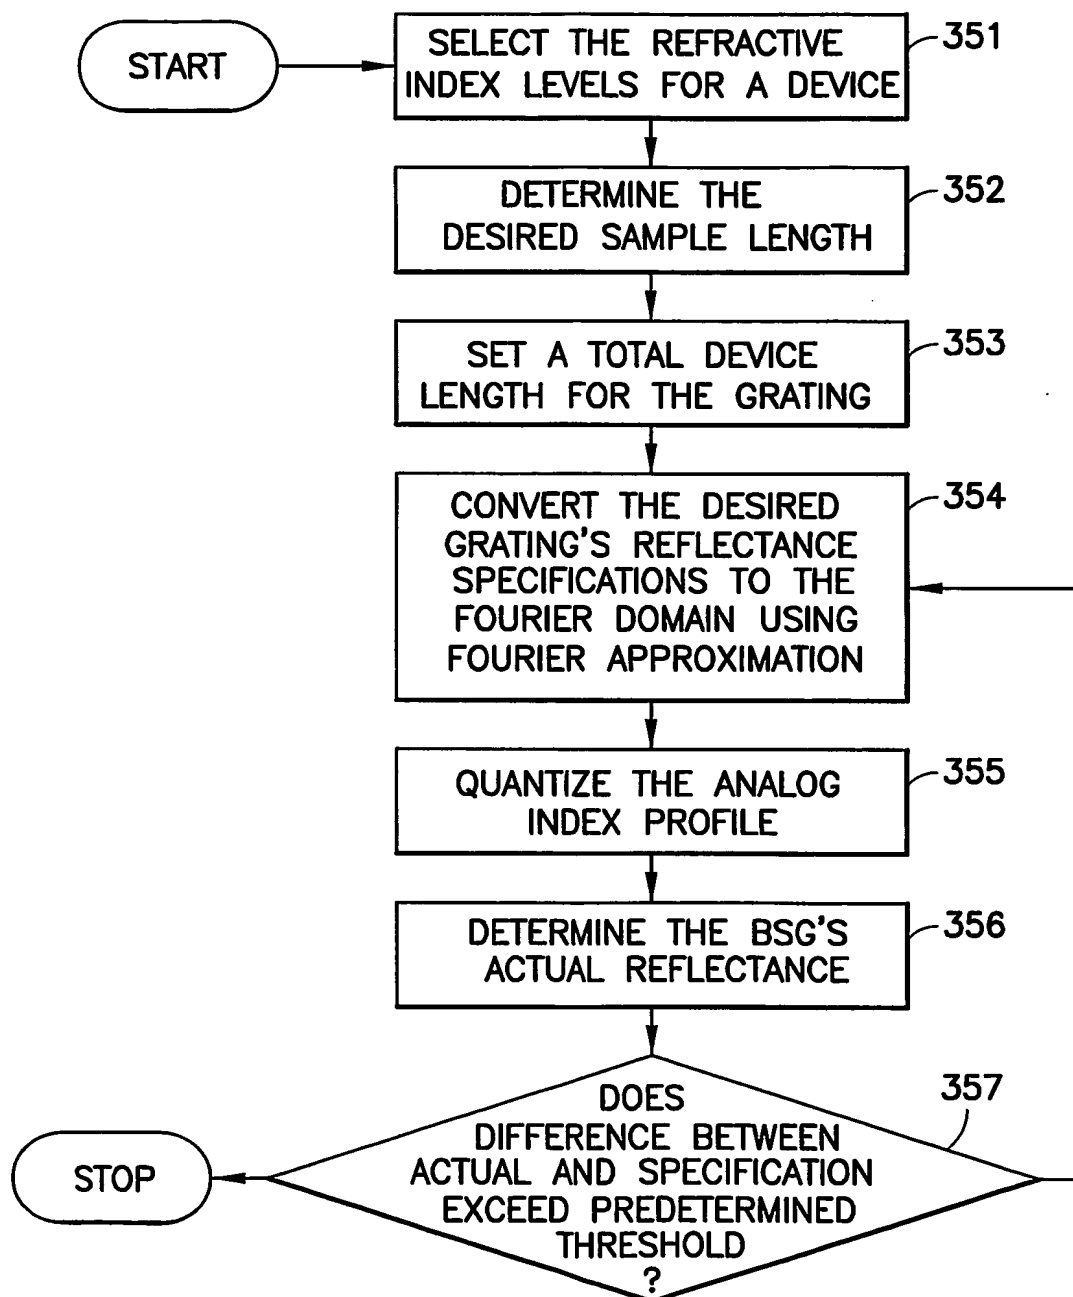 START
SELECT THE REFRACTIVE
INDEX LEVELS FOR A DEVICE
351
DETERMINE THE
DESIRED SAMPLE LENGTH
352
SET A TOTAL DEVICE
LENGTH FOR THE GRATING
353
CONVERT THE DESIRED
GRATING'S REFLECTANCE
SPECIFICATIONS TO THE
FOURIER DOMAIN USING
FOURIER APPROXIMATION
354
QUANTIZE THE ANALOG
INDEX PROFILE
355
DETERMINE THE BSG'S
ACTUAL REFLECTANCE
356
DOES
DIFFERENCE BETWEEN
ACTUAL AND SPECIFICATION
EXCEED PREDETERMINED
THRESHOLD
?
357
STOP